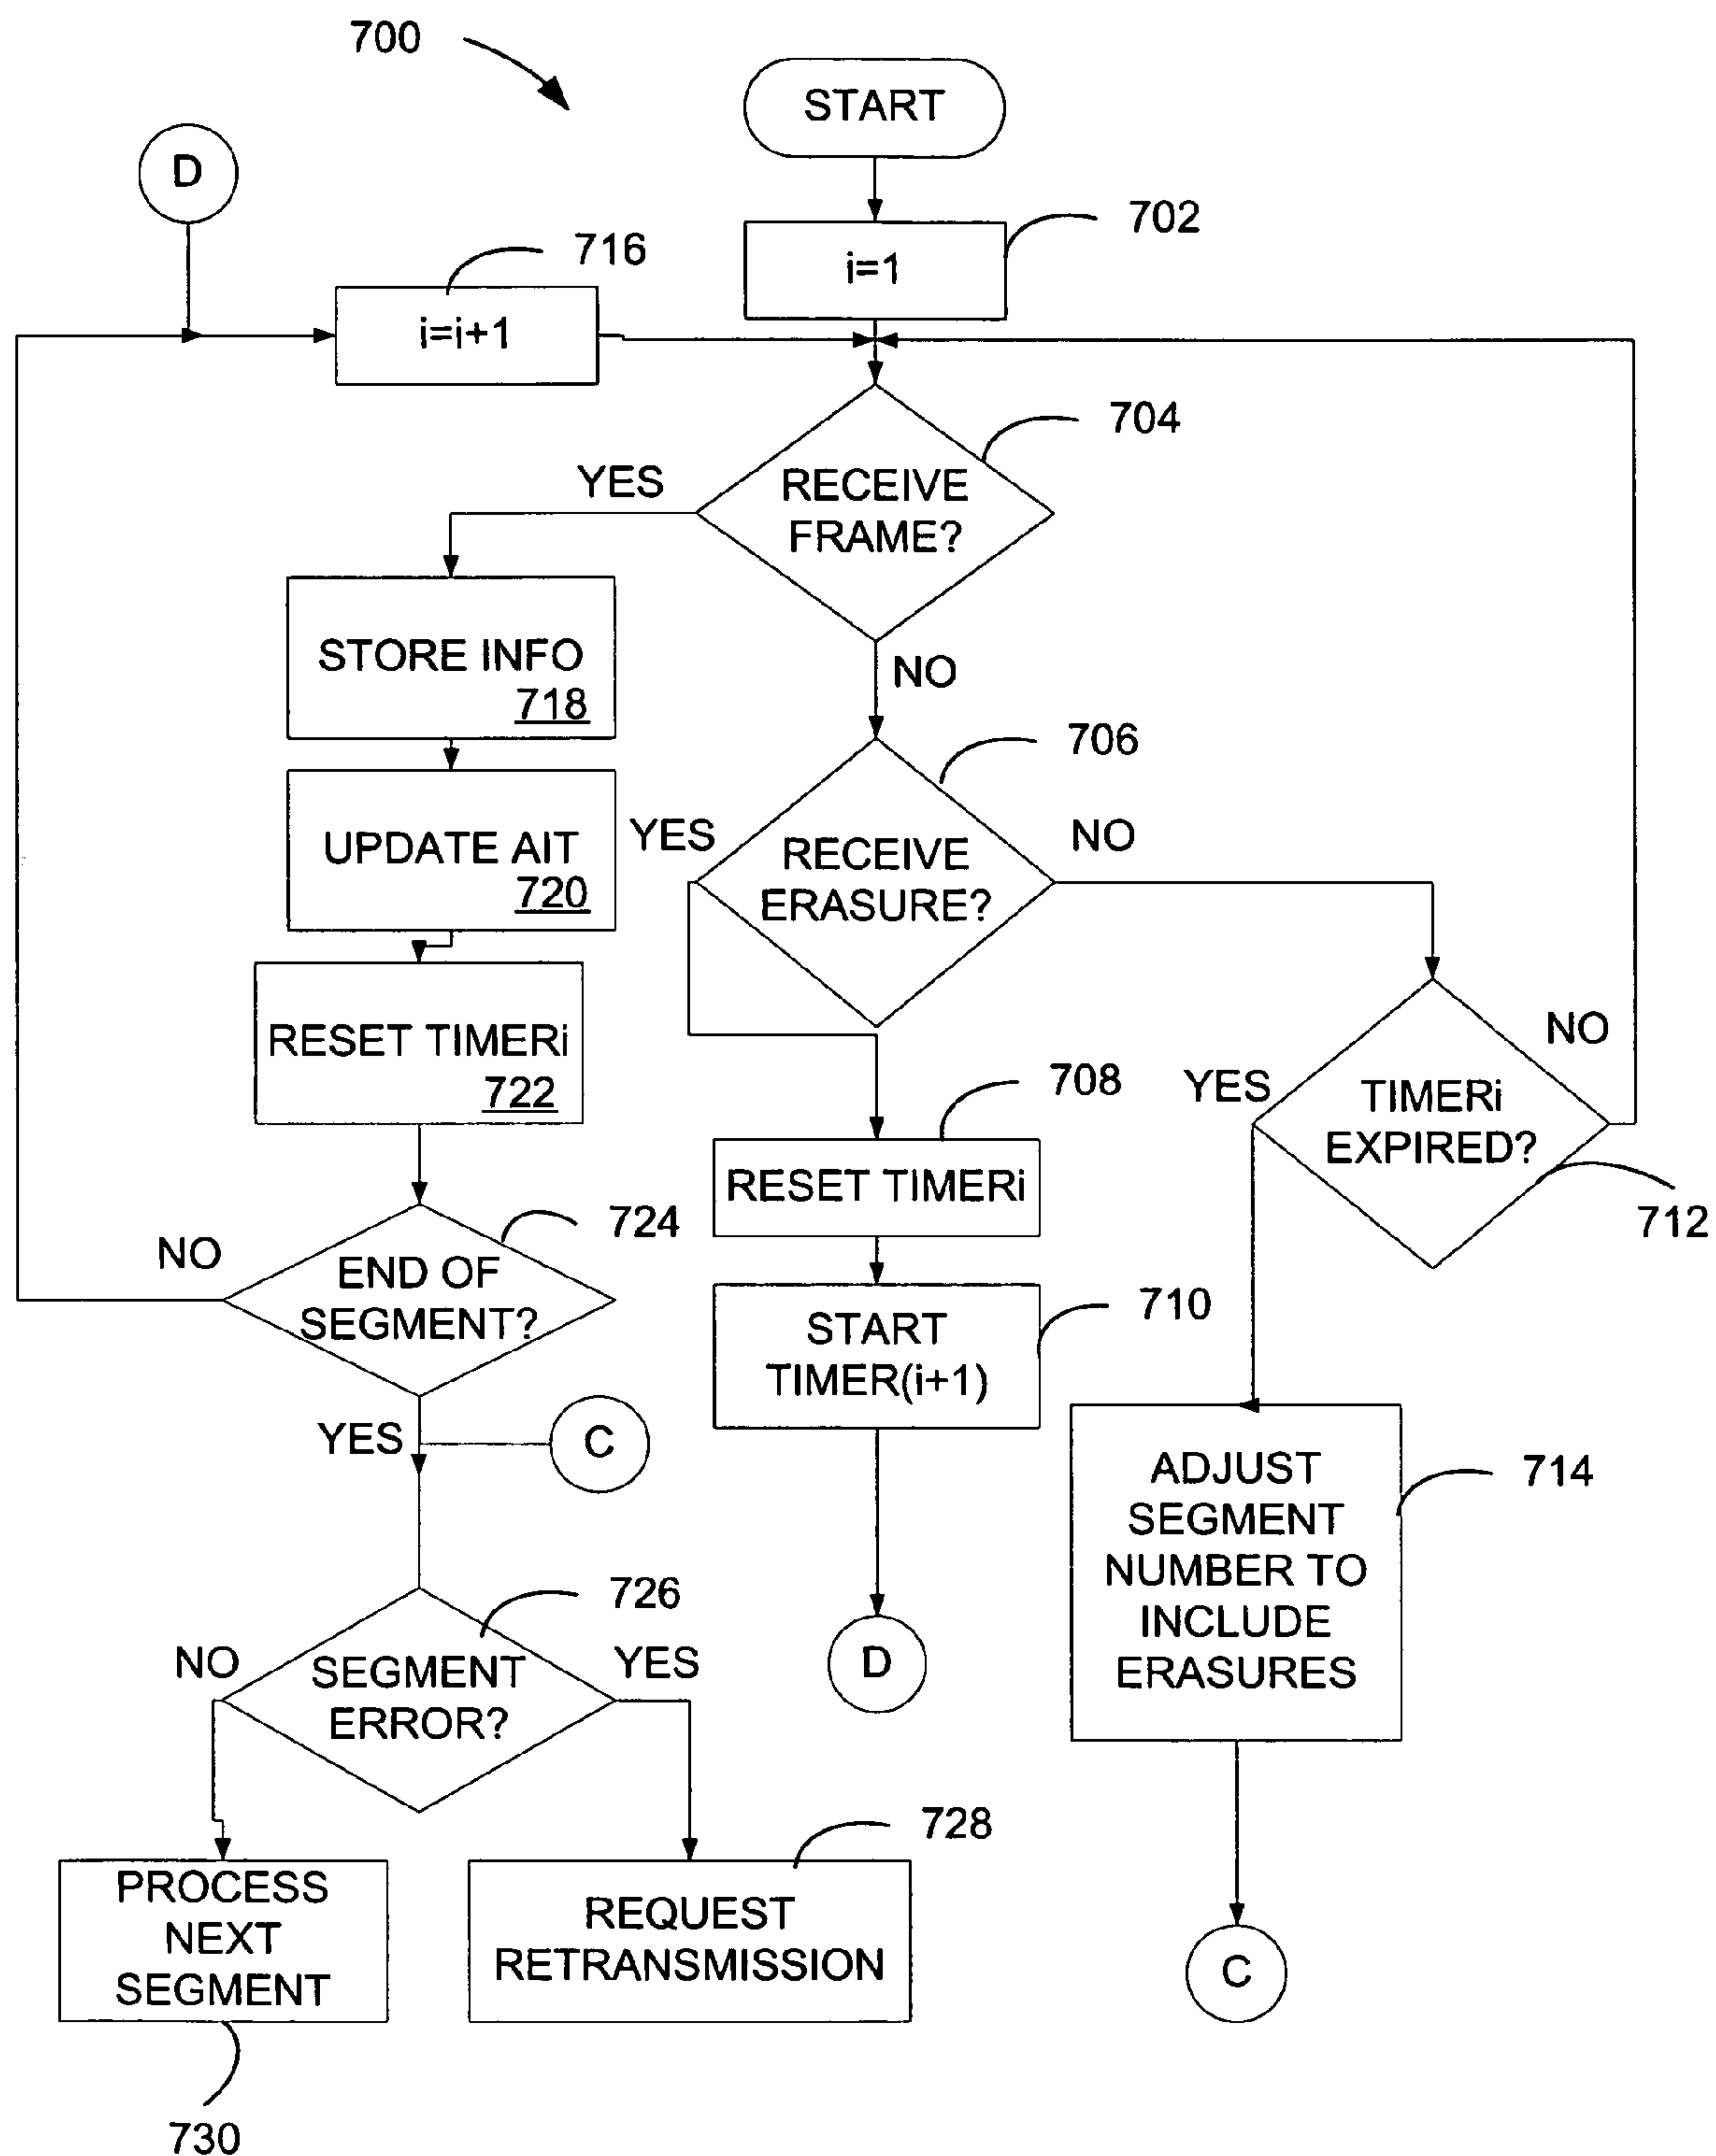 700
START
D
702
i=1
716
i=i+1
704
YES
RECEIVE
FRAME?
NO
STORE INFO
718
706
YES
RECEIVE
ERASURE?
NO
UPDATE AIT
720
RESET TIMERi
722
NO
YES
TIMERi
EXPIRED?
712
708
RESET TIMERi
724
NO
END OF
SEGMENT?
710
START
TIMER(i+1)
YES
C
ADJUST
SEGMENT
NUMBER TO
INCLUDE
ERASURES
714
726
NO
SEGMENT
ERROR?
YES
D
728
PROCESS
NEXT
SEGMENT
REQUEST
RETRANSMISSION
C
730